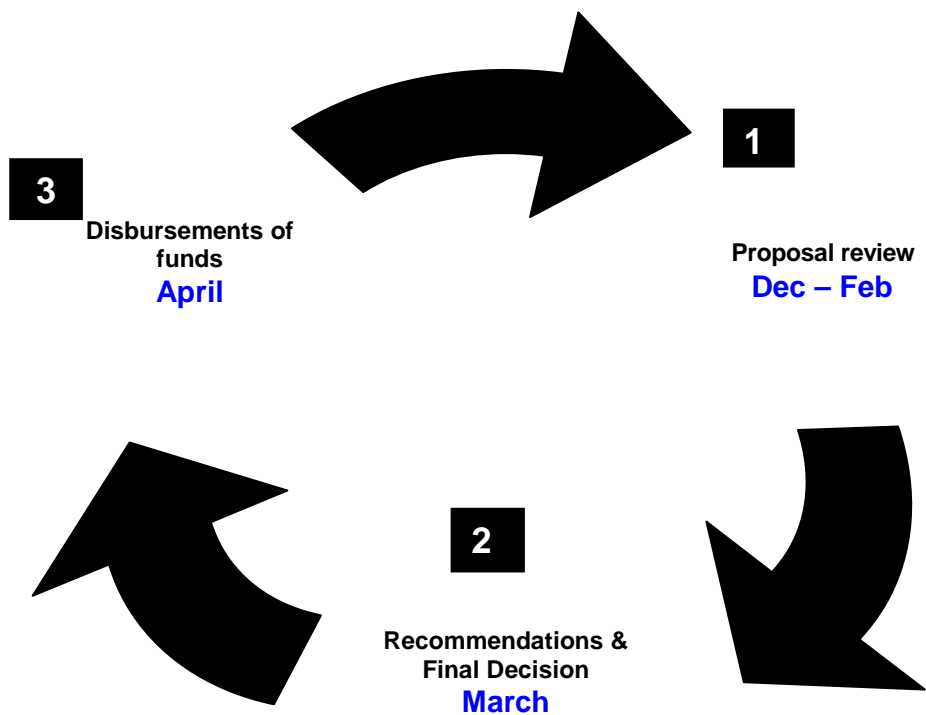 1
Proposal review
Dec – Feb
2
Recommendations &
Final Decision
March
3
Disbursements of
funds
April